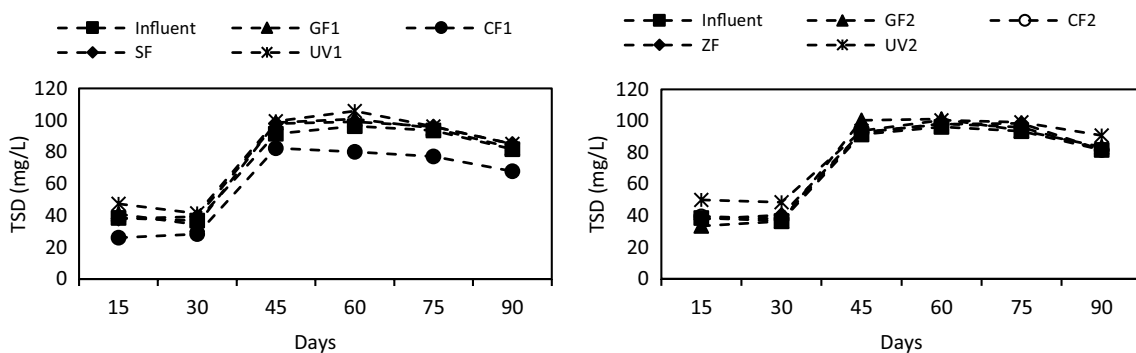 Influent GF1 CF1
SF UV1
120
100
80
60
40
20
0
TSD (mg/L)
15 30 45 60 75 90
Days
Influent GF2 CF2
ZF UV2
120
100
80
60
40
20
0
TSD (mg/L)
15 30 45 60 75 90
Days